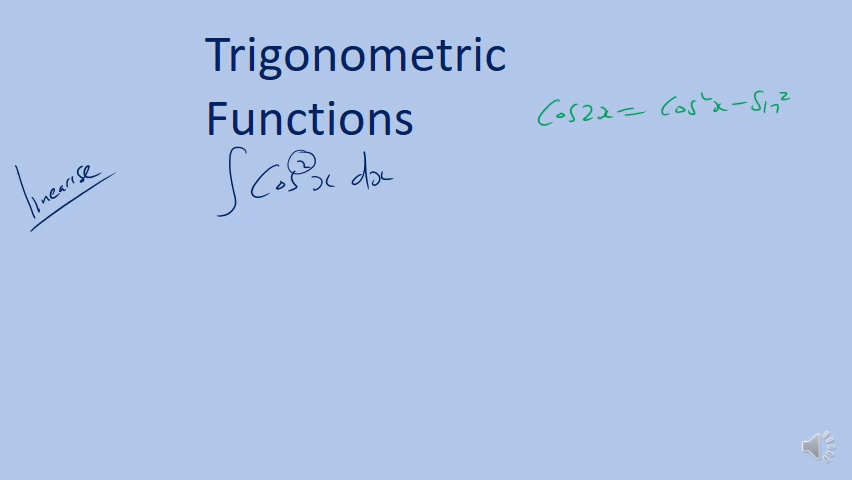 Trigonometric
Functions
cos2x = cos²x - sin²
linearise
∫ cos²x dx